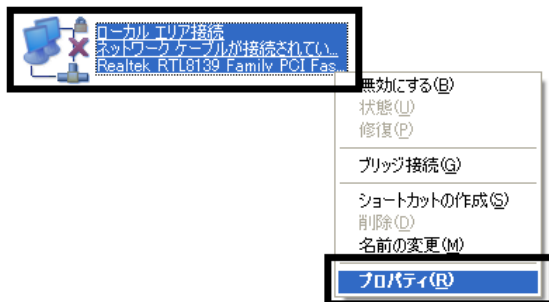 ローカル エリア接続
ネットワーク ケーブルが接続されてい...
Realtek RTL8139 Family PCI Fas...
無効にする(B)
状態(U)
修復(P)
ブリッジ接続(G)
ショートカットの作成(S)
削除(D)
名前の変更(M)
プロパティ(R)